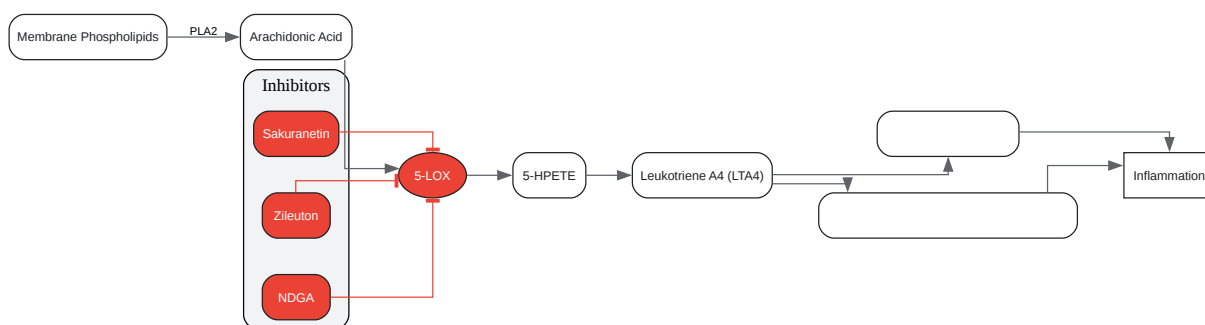 Membrane Phospholipids
PLA2
Arachidonic Acid
Inhibitors
Sakuranetin
5-LOX
5-HPETE
Leukotriene A4 (LTA4)
Inflammation
Zileuton
NDGA